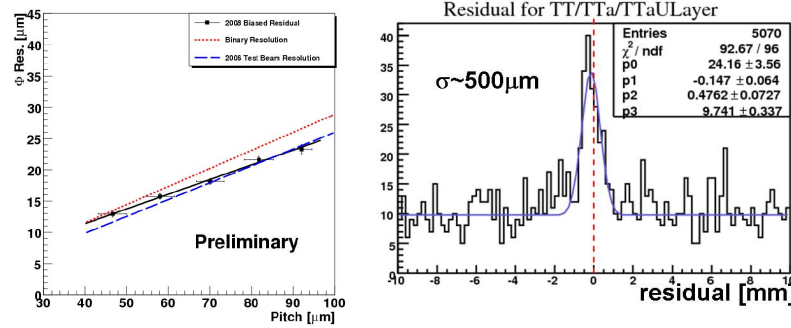 Φ Res. [μm]
45
40
35
30
25
20
15
10
5
0
2008 Biased Residual
Binary Resolution
2006 Test Beam Resolution
Preliminary
30 40 50 60 70 80 90 100
Pitch [μm]
Residual for TT/TTa/TTaULayer
40
35
30
25
20
15
10
5
0
σ~500μm
Entries 5070
χ²/ ndf 92.67 / 96
p0 24.16 ± 3.56
p1 -0.147 ± 0.064
p2 0.4762 ± 0.0727
p3 9.741 ± 0.337
-10 -8 -6 -4 -2 0 2 4 6 8 10
residual [mm]